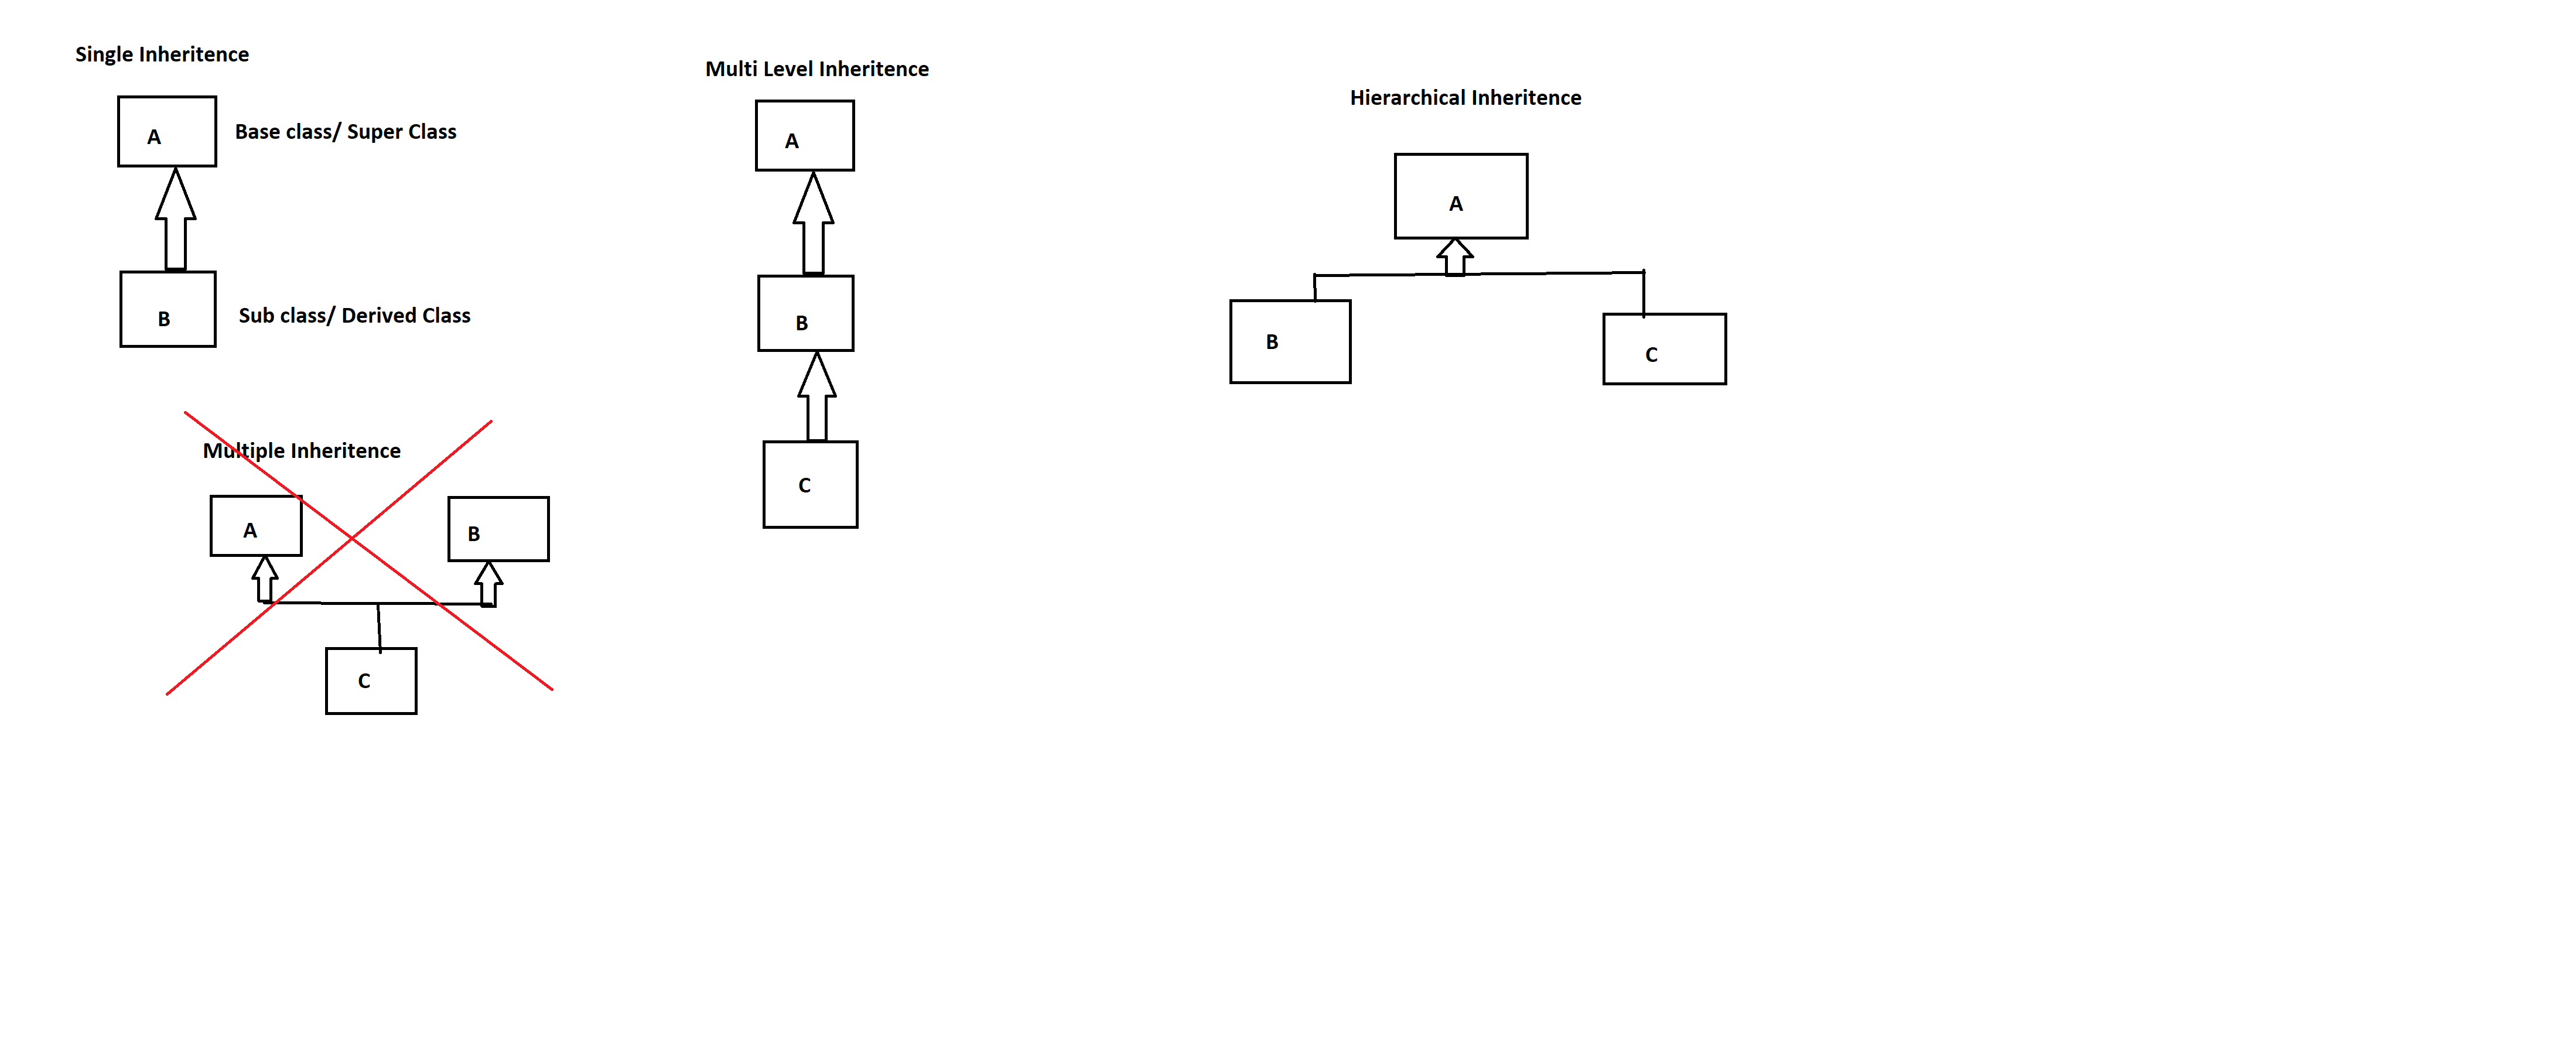 Single Inheritence
A
Base class/ Super Class
B
Sub class/ Derived Class
Multiple Inheritence
A
B
C
Multi Level Inheritence
A
B
C
Hierarchical Inheritence
A
B
C